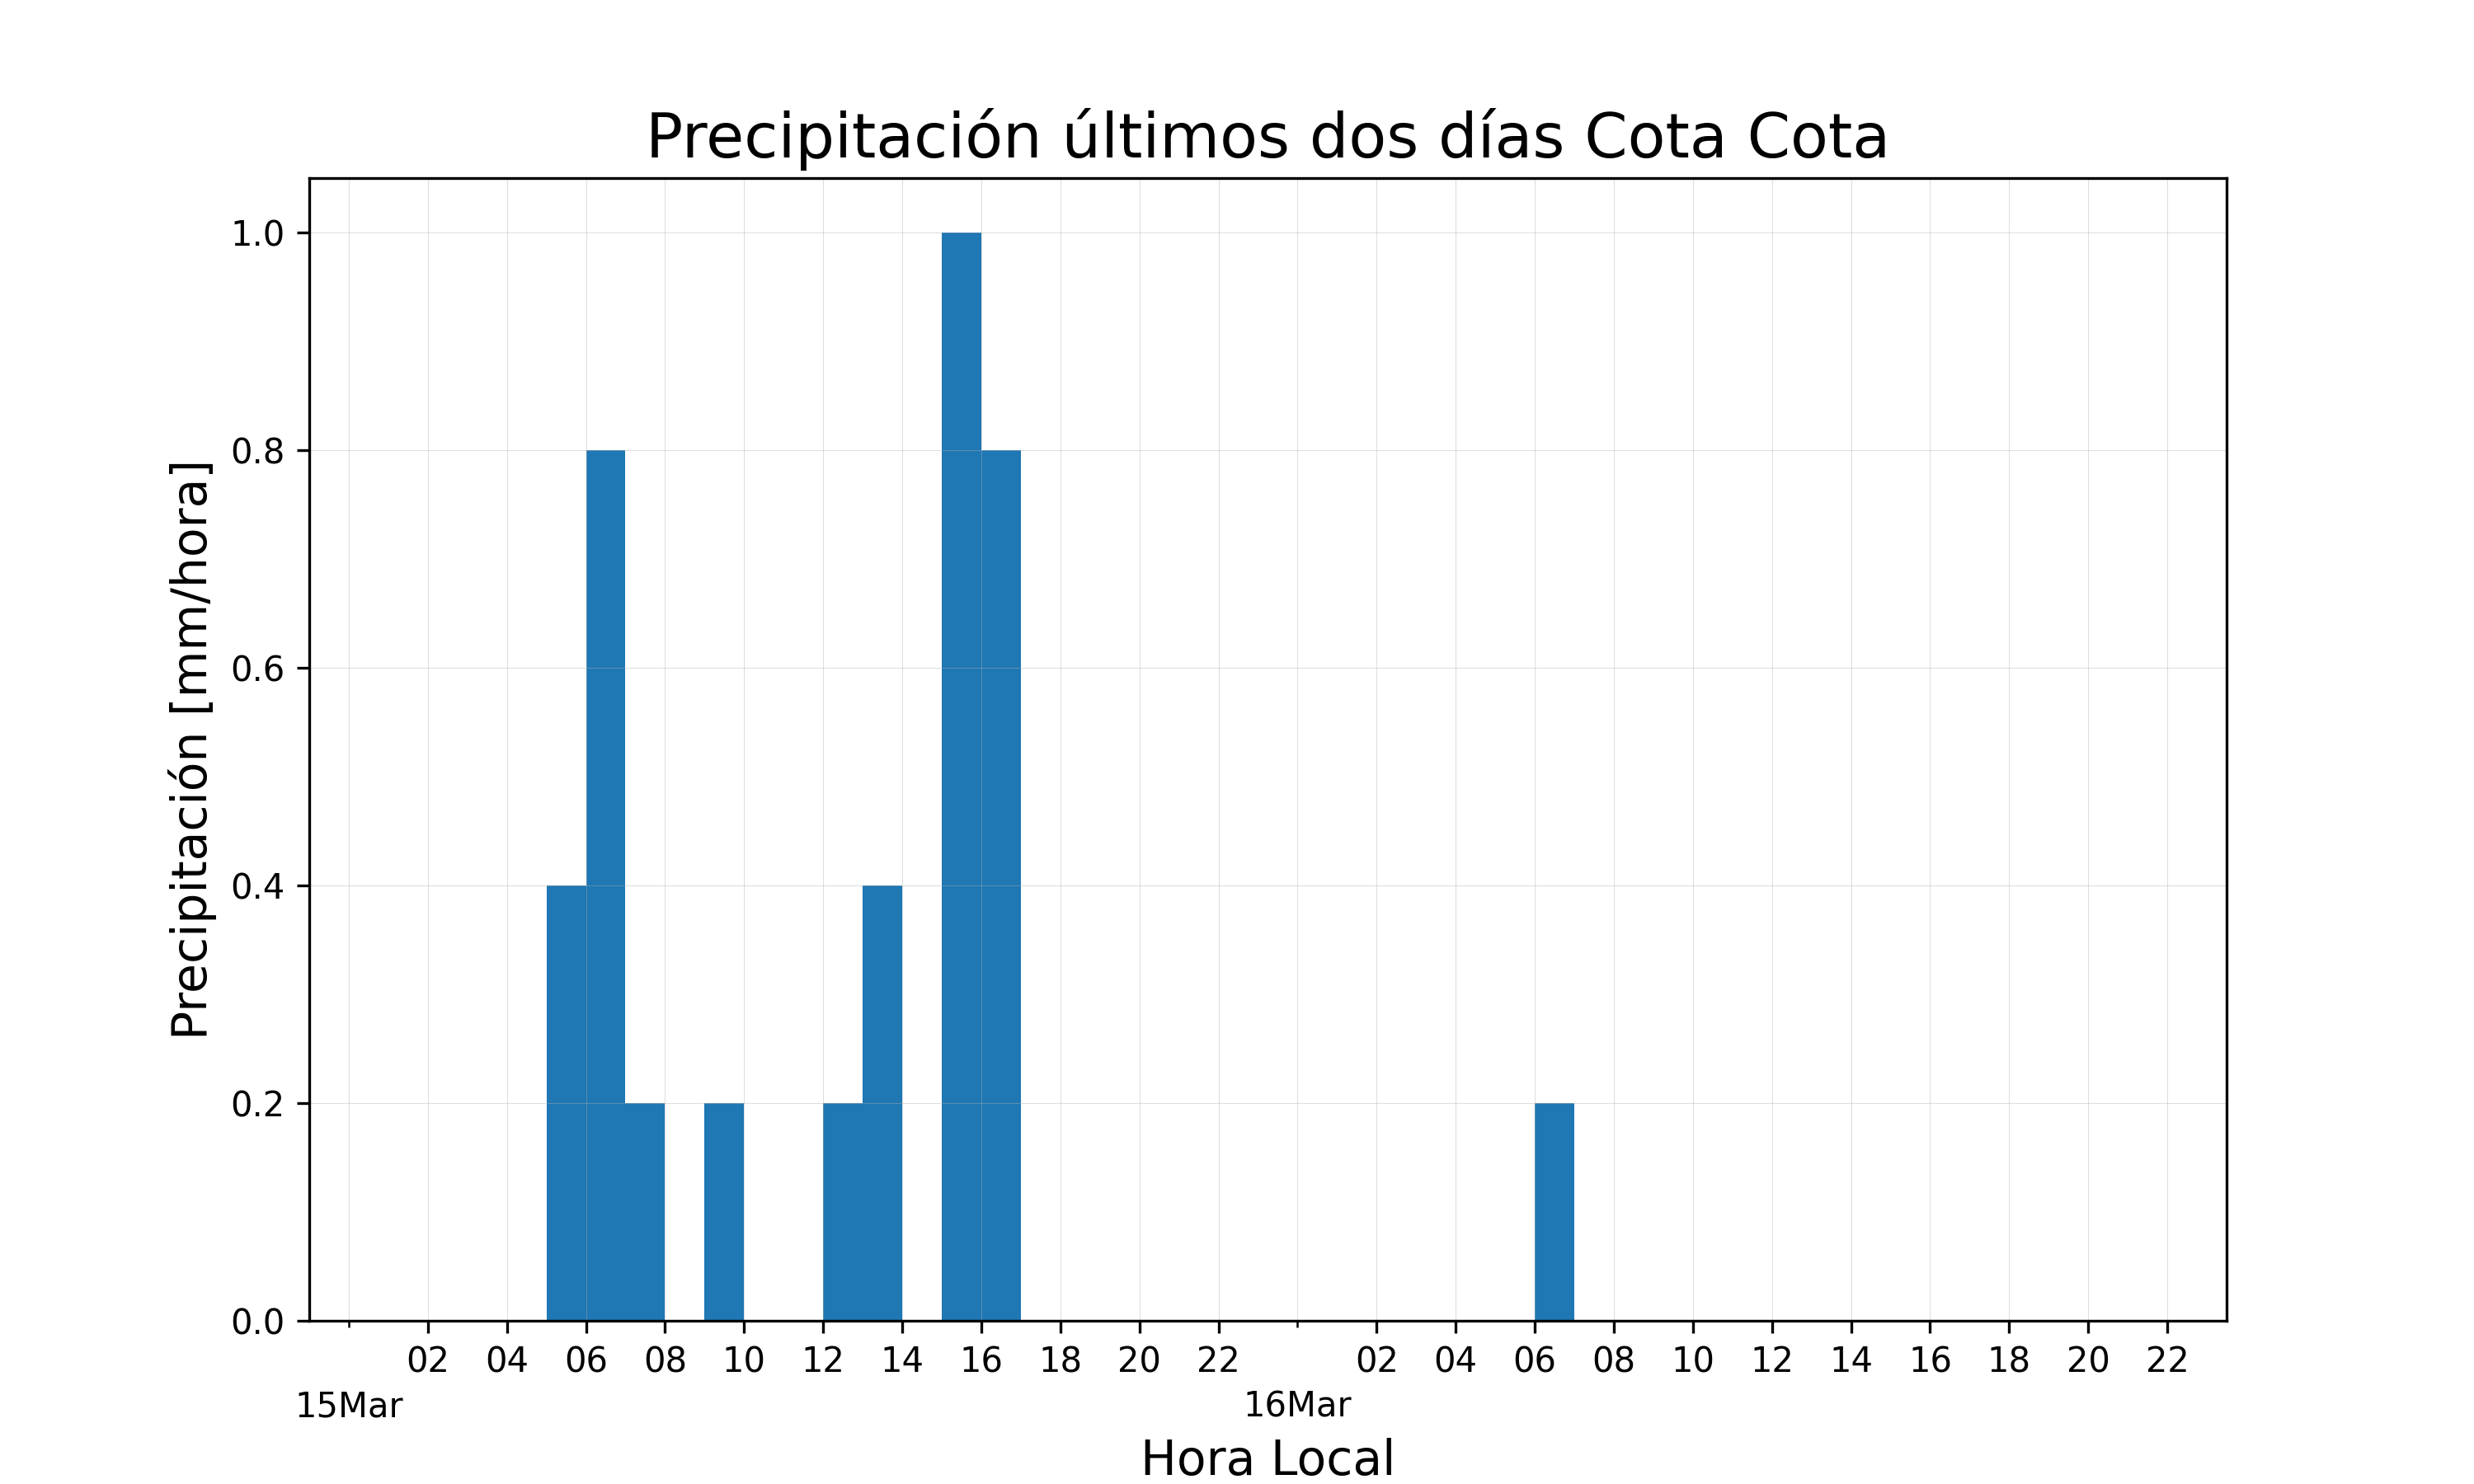 Precipitación últimos dos días Cota Cota
Precipitación [mm/hora]
1.0
0.8
0.6
0.4
0.2
0.0
02 04 06 08 10 12 14 16 18 20 22 02 04 06 08 10 12 14 16 18 20 22
15Mar 16Mar
Hora Local